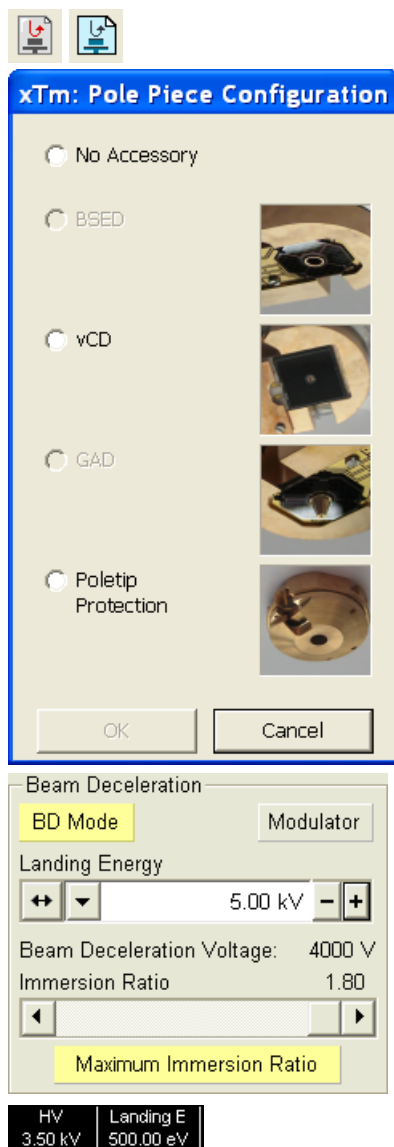 xTm: Pole Piece Configuration
No Accessory
BSED
vCD
GAD
Poletip
Protection
OK Cancel
Beam Deceleration
BD Mode Modulator
Landing Energy
5.00 kV
Beam Deceleration Voltage: 4000 V
Immersion Ratio 1.80
Maximum Immersion Ratio
HV Landing E
3.50 kV 500.00 eV